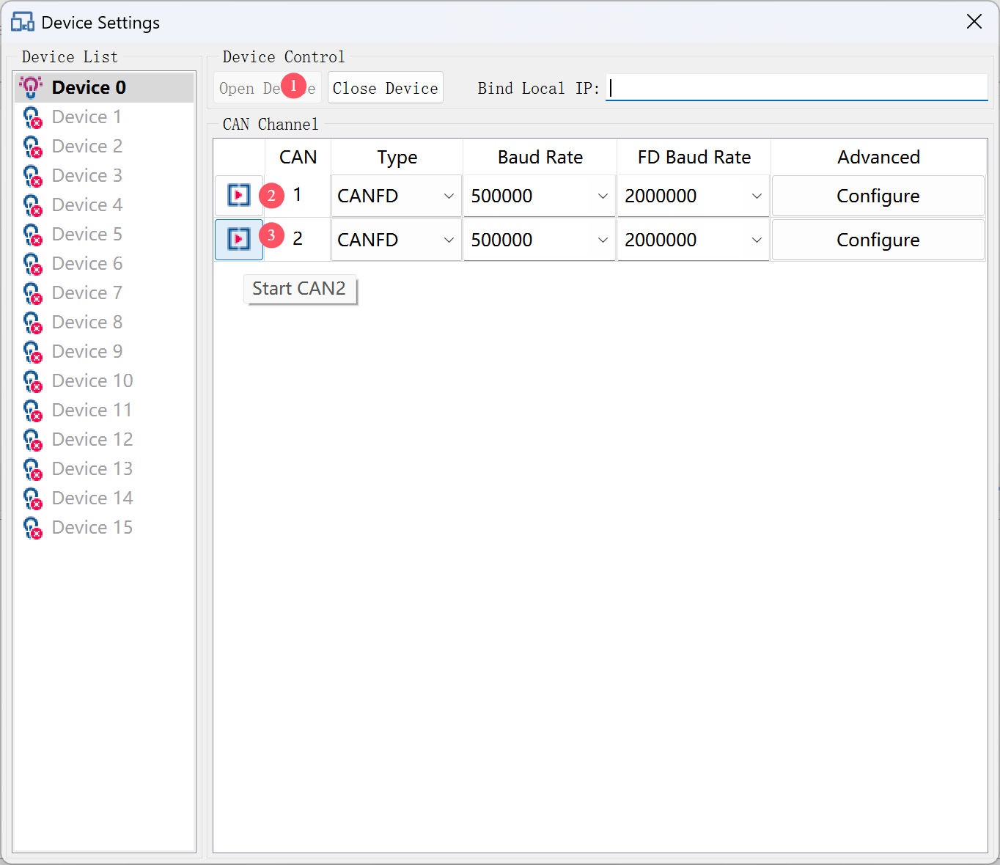 Device Settings
Device List
Device 0
Device 1
Device 2
Device 3
Device 4
Device 5
Device 6
Device 7
Device 8
Device 9
Device 10
Device 11
Device 12
Device 13
Device 14
Device 15
Device Control
Open De 1 e Close Device Bind Local IP:
CAN Channel
CAN Type Baud Rate FD Baud Rate Advanced
2 1 CANFD 500000 2000000 Configure
3 2 CANFD 500000 2000000 Configure
Start CAN2